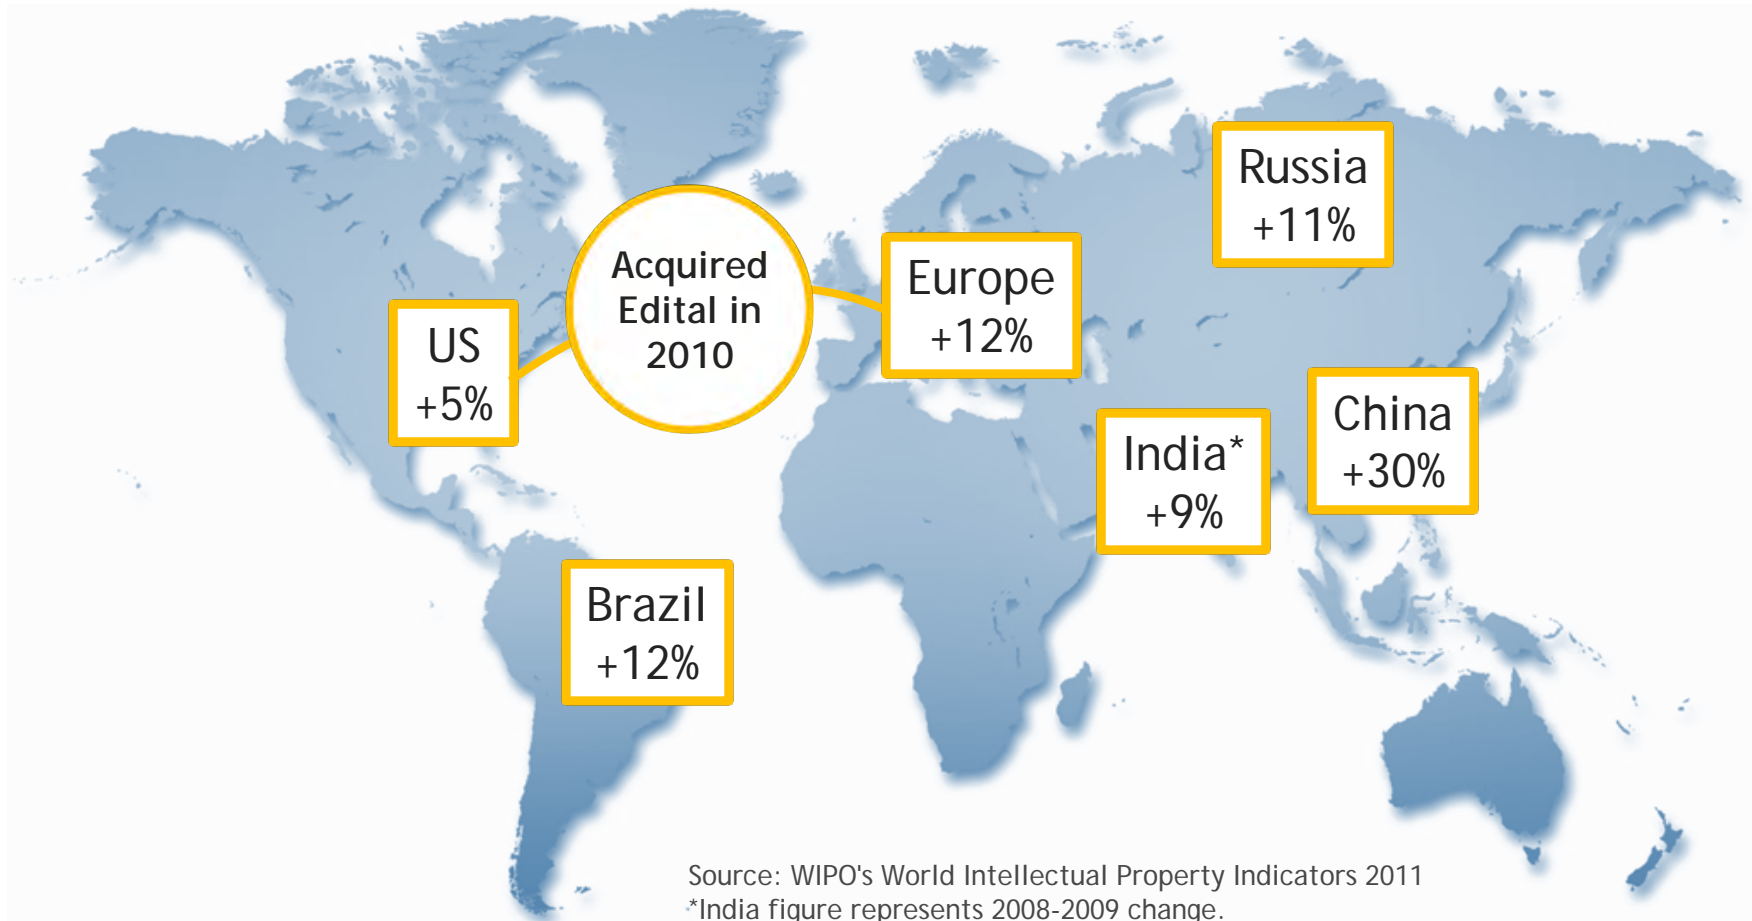 Russia
+11%
Acquired
Edital in
2010
Europe
+12%
US
+5%
China
+30%
India*
+9%
Brazil
+12%
Source: WIPO's World Intellectual Property Indicators 2011
*India figure represents 2008-2009 change.